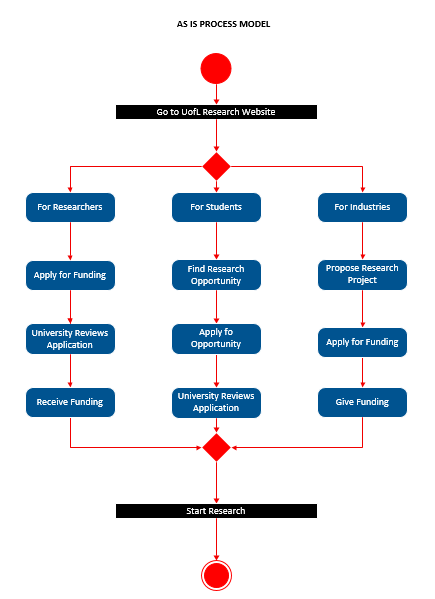 AS IS PROCESS MODEL
Go to UofL Research Website
For Researchers
For Students
For Industries
Apply for Funding
Find Research
Opportunity
Propose Research
Project
University Reviews
Application
Apply fo
Opportunity
Apply for Funding
Receive Funding
University Reviews
Application
Give Funding
Start Research